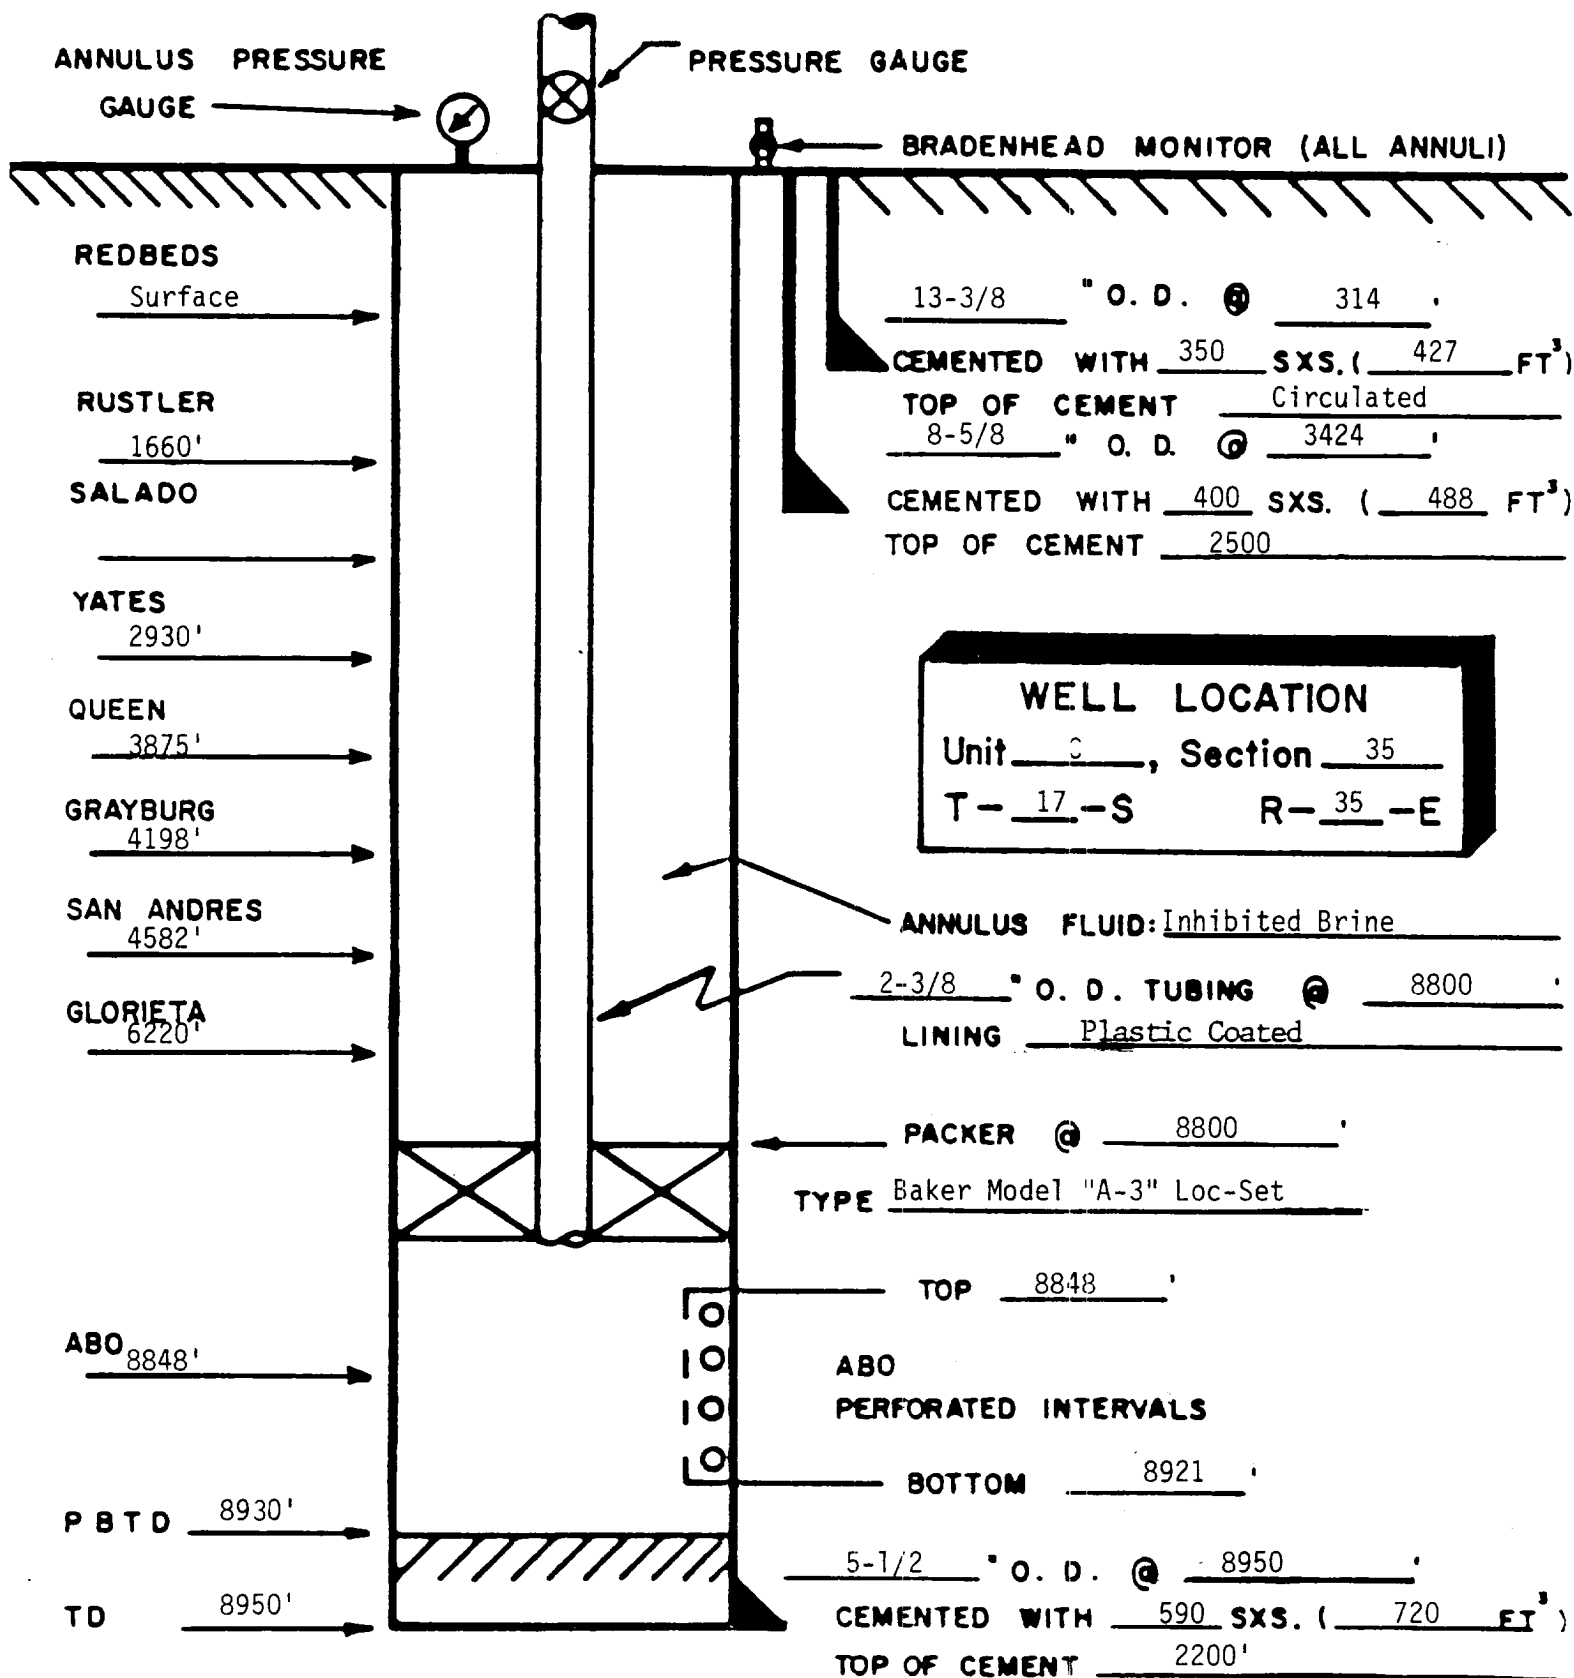 ANNULUS PRESSURE
GAUGE
PRESSURE GAUGE
BRADENHEAD MONITOR (ALL ANNULI)
REDBEDS
Surface
RUSTLER
1660'
SALADO
YATES
2930'
QUEEN
3875'
GRAYBURG
4198'
SAN ANDRES
4582'
GLORIETA
6220'
ABO
8848'
PBTD 8930'
TD 8950'
13-3/8 " O. D. @ 314 '
CEMENTED WITH 350 SXS. ( 427 FT³)
TOP OF CEMENT Circulated
8-5/8 " O. D. @ 3424 '
CEMENTED WITH 400 SXS. ( 488 FT³)
TOP OF CEMENT 2500
WELL LOCATION
Unit , Section 35
T- 17 -S R- 35 -E
ANNULUS FLUID: Inhibited Brine
2-3/8 " O. D. TUBING @ 8800 '
LINING Plastic Coated
PACKER @ 8800 '
TYPE Baker Model "A-3" Loc-Set
TOP 8848 '
ABO
PERFORATED INTERVALS
BOTTOM 8921 '
5-1/2 " O. D. @ 8950 '
CEMENTED WITH 590 SXS. ( 720 FT³)
TOP OF CEMENT 2200'